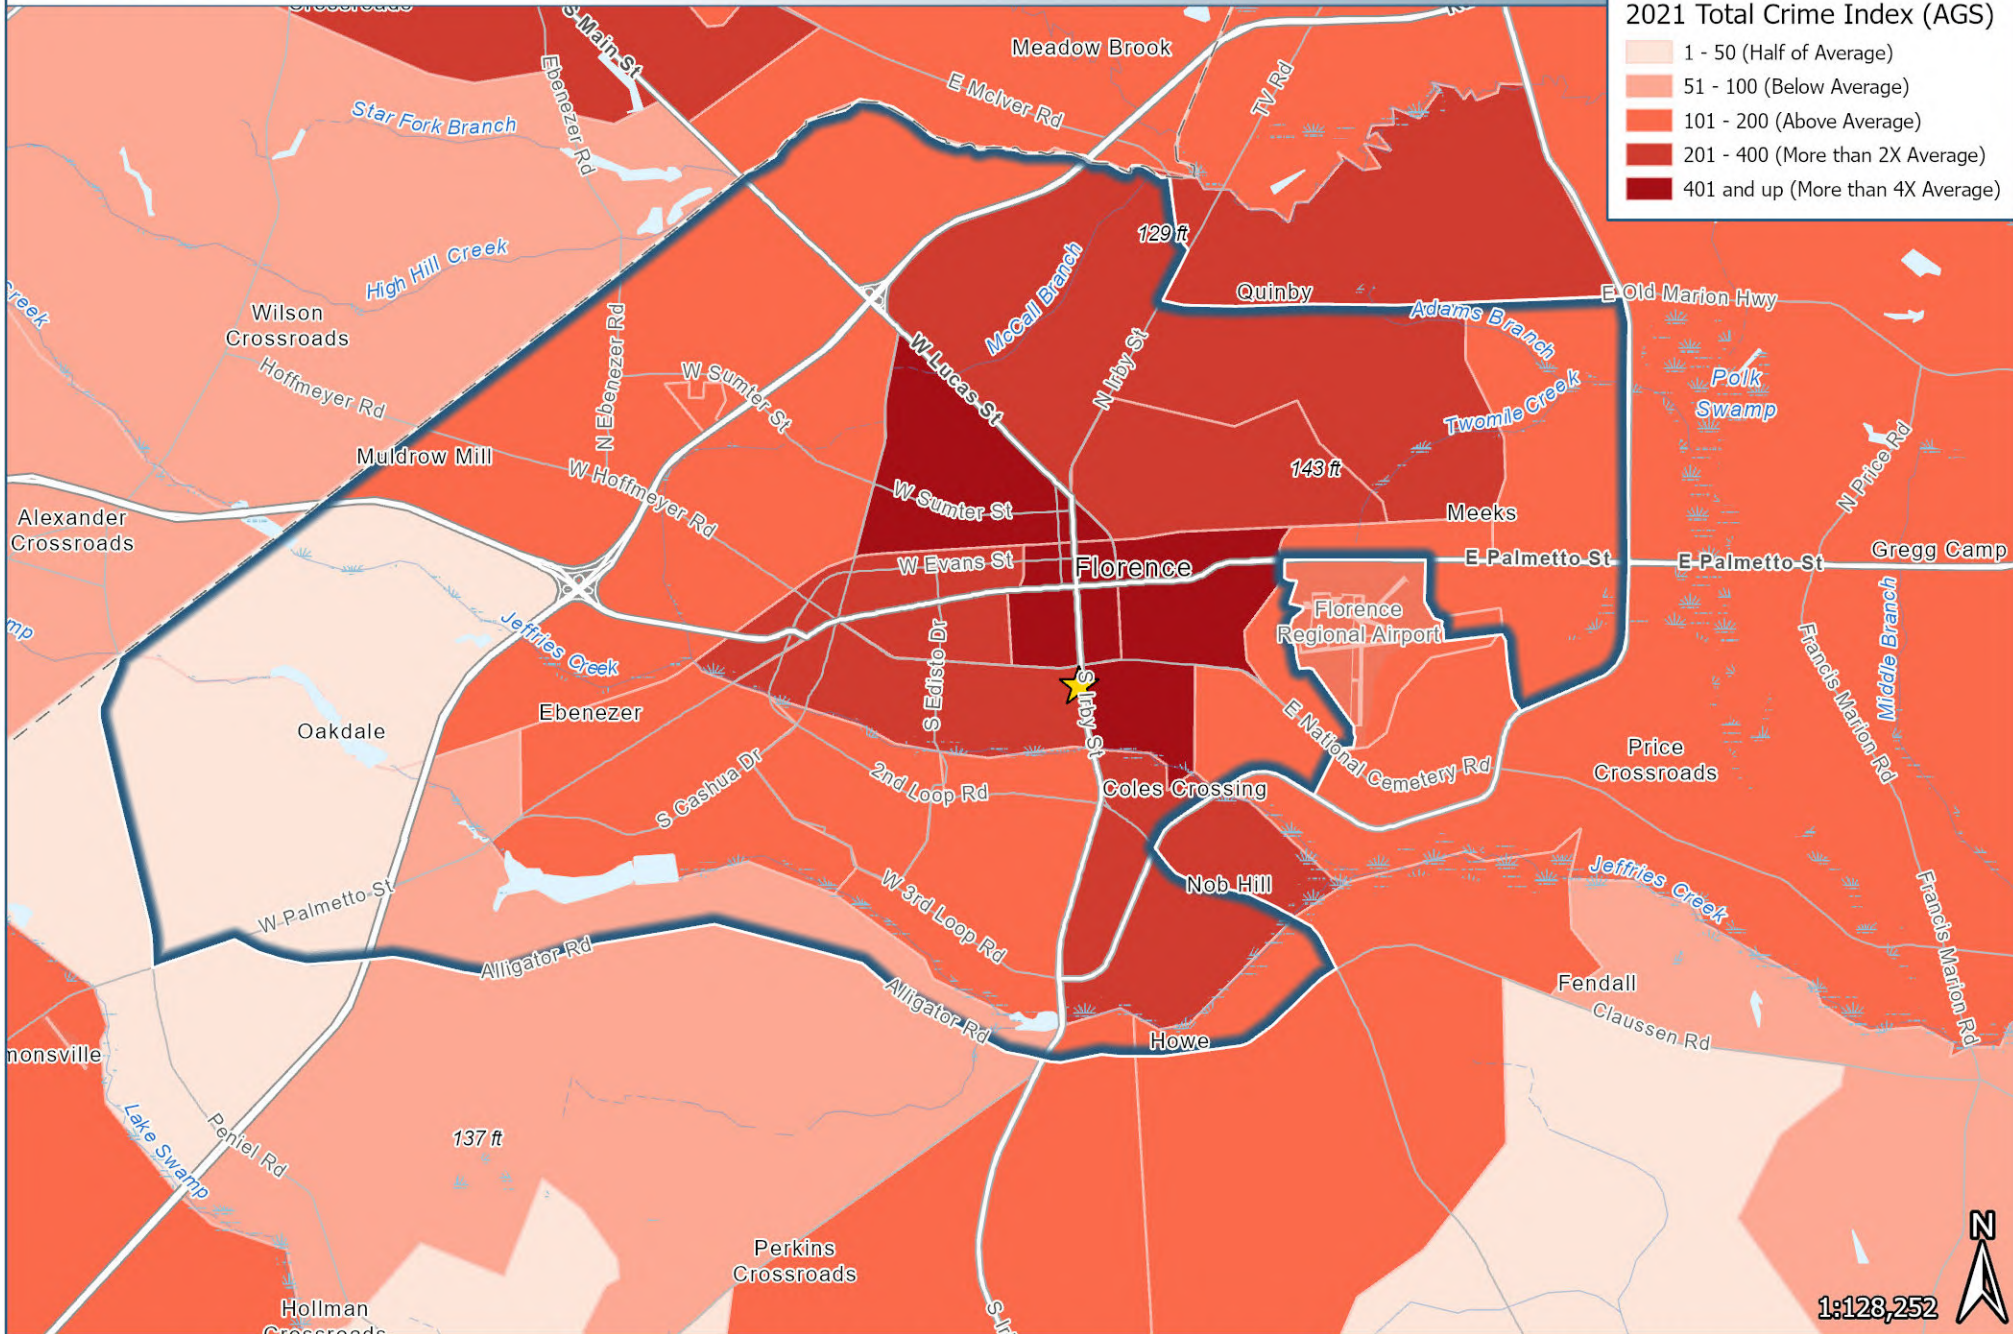 2021 Total Crime Index (AGS)
1 - 50 (Half of Average)
51 - 100 (Below Average)
101 - 200 (Above Average)
201 - 400 (More than 2X Average)
401 and up (More than 4X Average)
Crossroads
S Main St
Meadow Brook
Ebenezer Rd
E McIver Rd
TV Rd
Star Fork Branch
129 ft
High Hill Creek
McCall Branch
Quinby
E Old Marion Hwy
Creek
Wilson
Crossroads
Adams Branch
N Ebenezer Rd
W Lucas St
N Irby St
Hoffmeyer Rd
W Sumter St
Twomile Creek
Polk
Swamp
Muldrow Mill
W Hoffmeyer Rd
143 ft
N Price Rd
W Sumter St
Meeks
Alexander
Crossroads
W Evans St
Florence
E Palmetto St
E Palmetto St
Gregg Camp
Florence
Regional Airport
Jeffries Creek
mp
S Edisto Dr
Francis Marion Rd
Middle Branch
Ebenezer
S Irby St
E National Cemetery Rd
Oakdale
Price
Crossroads
S Cashua Dr
2nd Loop Rd
Coles Crossing
W Palmetto St
W 3rd Loop Rd
Nob Hill
Jeffries Creek
Francis Marion Rd
Alligator Rd
Alligator Rd
Fendall
Claussen Rd
monsville
Howe
Lake Swamp
Peniel Rd
137 ft
Perkins
Crossroads
N
Hollman
Crossroads
S Ir
1:128,252